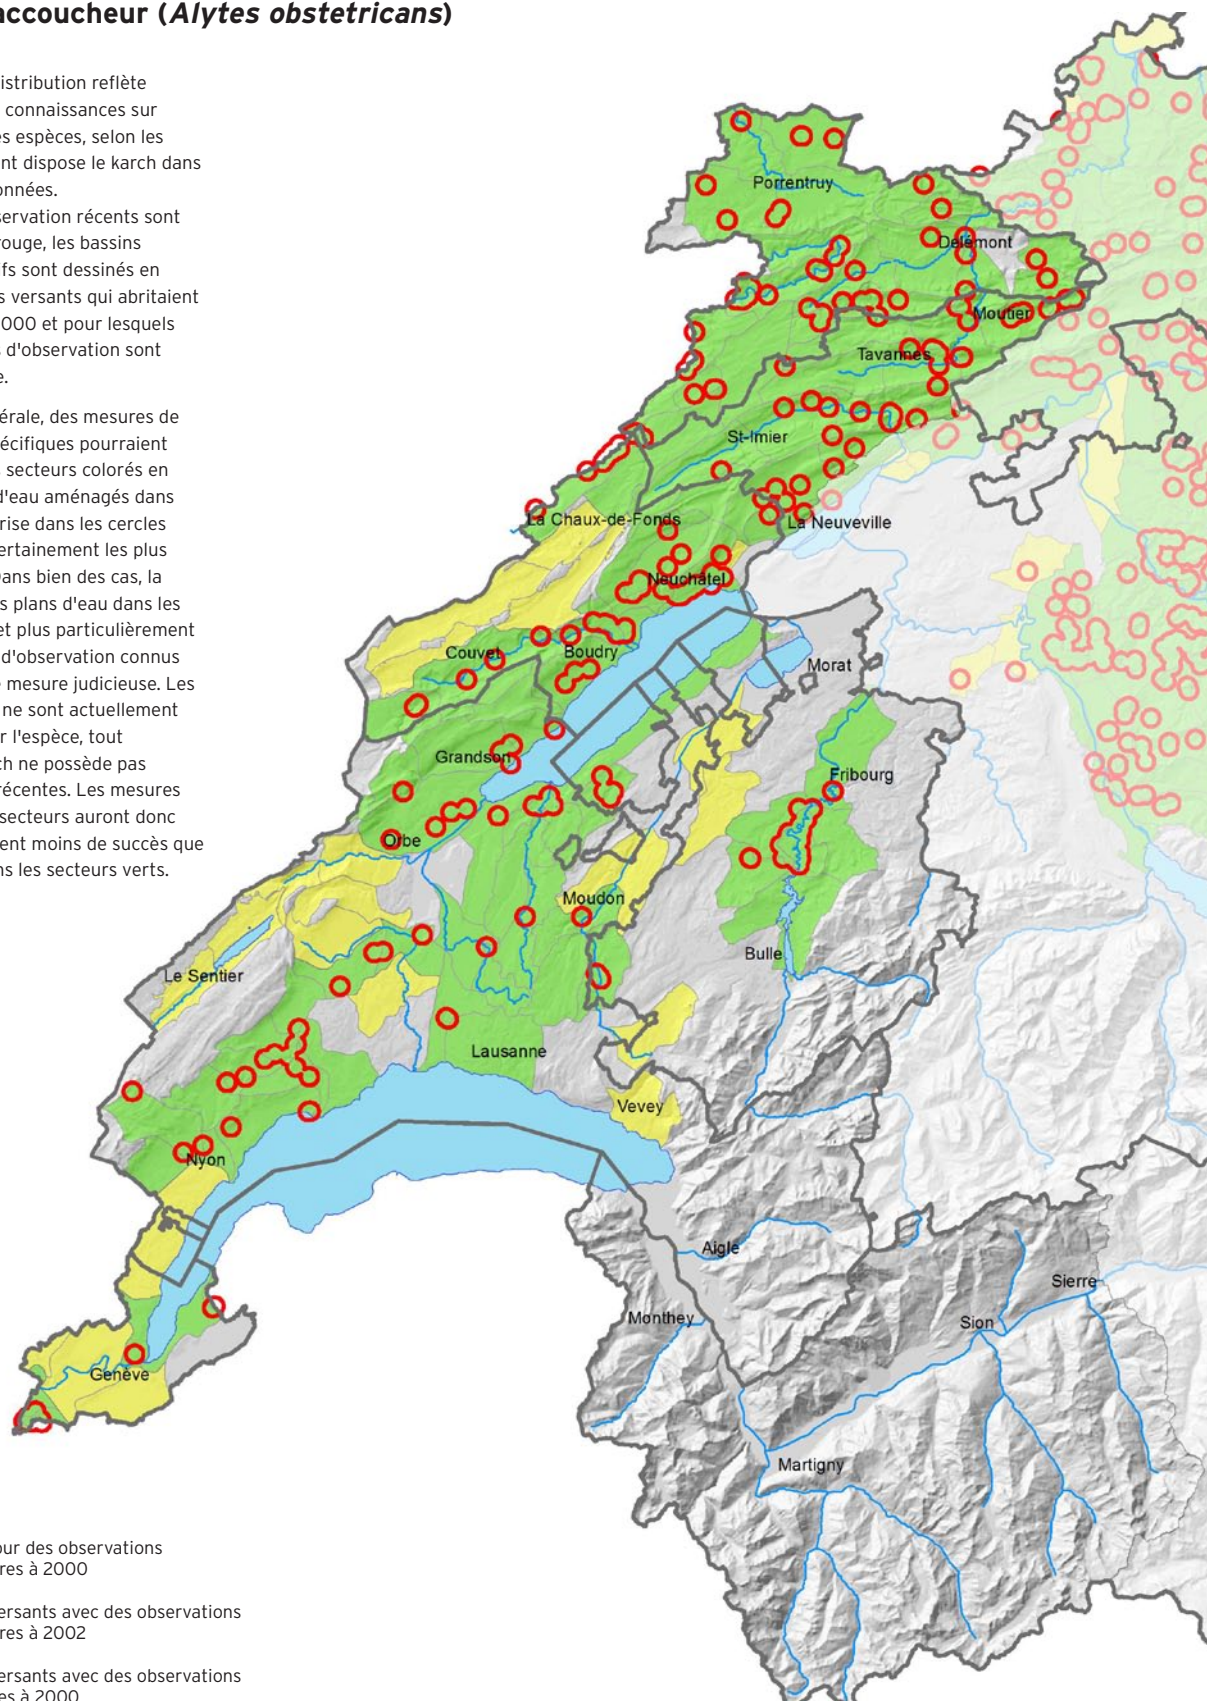 accoucheur (Alytes obstetricans)
istribution reflète
connaissances sur
es espèces, selon les
nt dispose le karch dans
onnées.
servation récents sont
rouge, les bassins
ifs sont dessinés en
s versants qui abritaient
000 et pour lesquels
s d'observation sont
e.
érale, des mesures de
écifiques pourraient
s secteurs colorés en
d'eau aménagés dans
rise dans les cercles
ertainement les plus
Dans bien des cas, la
s plans d'eau dans les
et plus particulièrement
d'observation connus
e mesure judicieuse. Les
ne sont actuellement
r l'espèce, tout
ch ne possède pas
récentes. Les mesures
secteurs auront donc
ent moins de succès que
ns les secteurs verts.
Porrentruy
Delémont
Moutier
Tavannes
St-Imier
La Chaux-de-Fonds
La Neuveville
Neuchâtel
Couvet
Boudry
Morat
Grandson
Fribourg
Orbe
Moudon
Bulle
Le Sentier
Lausanne
Vevey
Nyon
Aigle
Sierre
Monthey
Sion
Genève
Martigny
our des observations
res à 2000
ersants avec des observations
res à 2002
ersants avec des observations
es à 2000